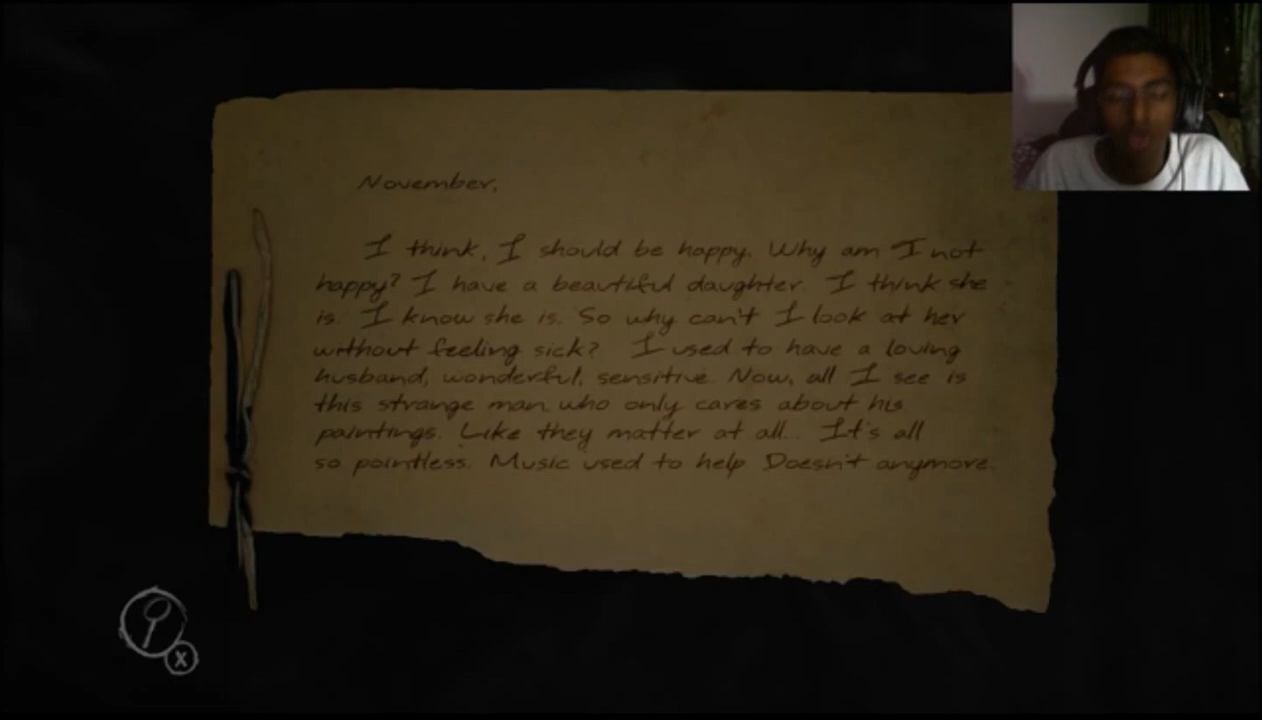 November,
I think, I should be happy. Why am I not
happy? I have a beautiful daughter. I think she
is. I know she is. So why can't I look at her
without feeling sick? I used to have a loving
husband, wonderful, sensitive. Now, all I see is
this strange man who only cares about his
paintings. Like they matter at all... It's all
so pointless. Music used to help. Doesn't anymore.
X